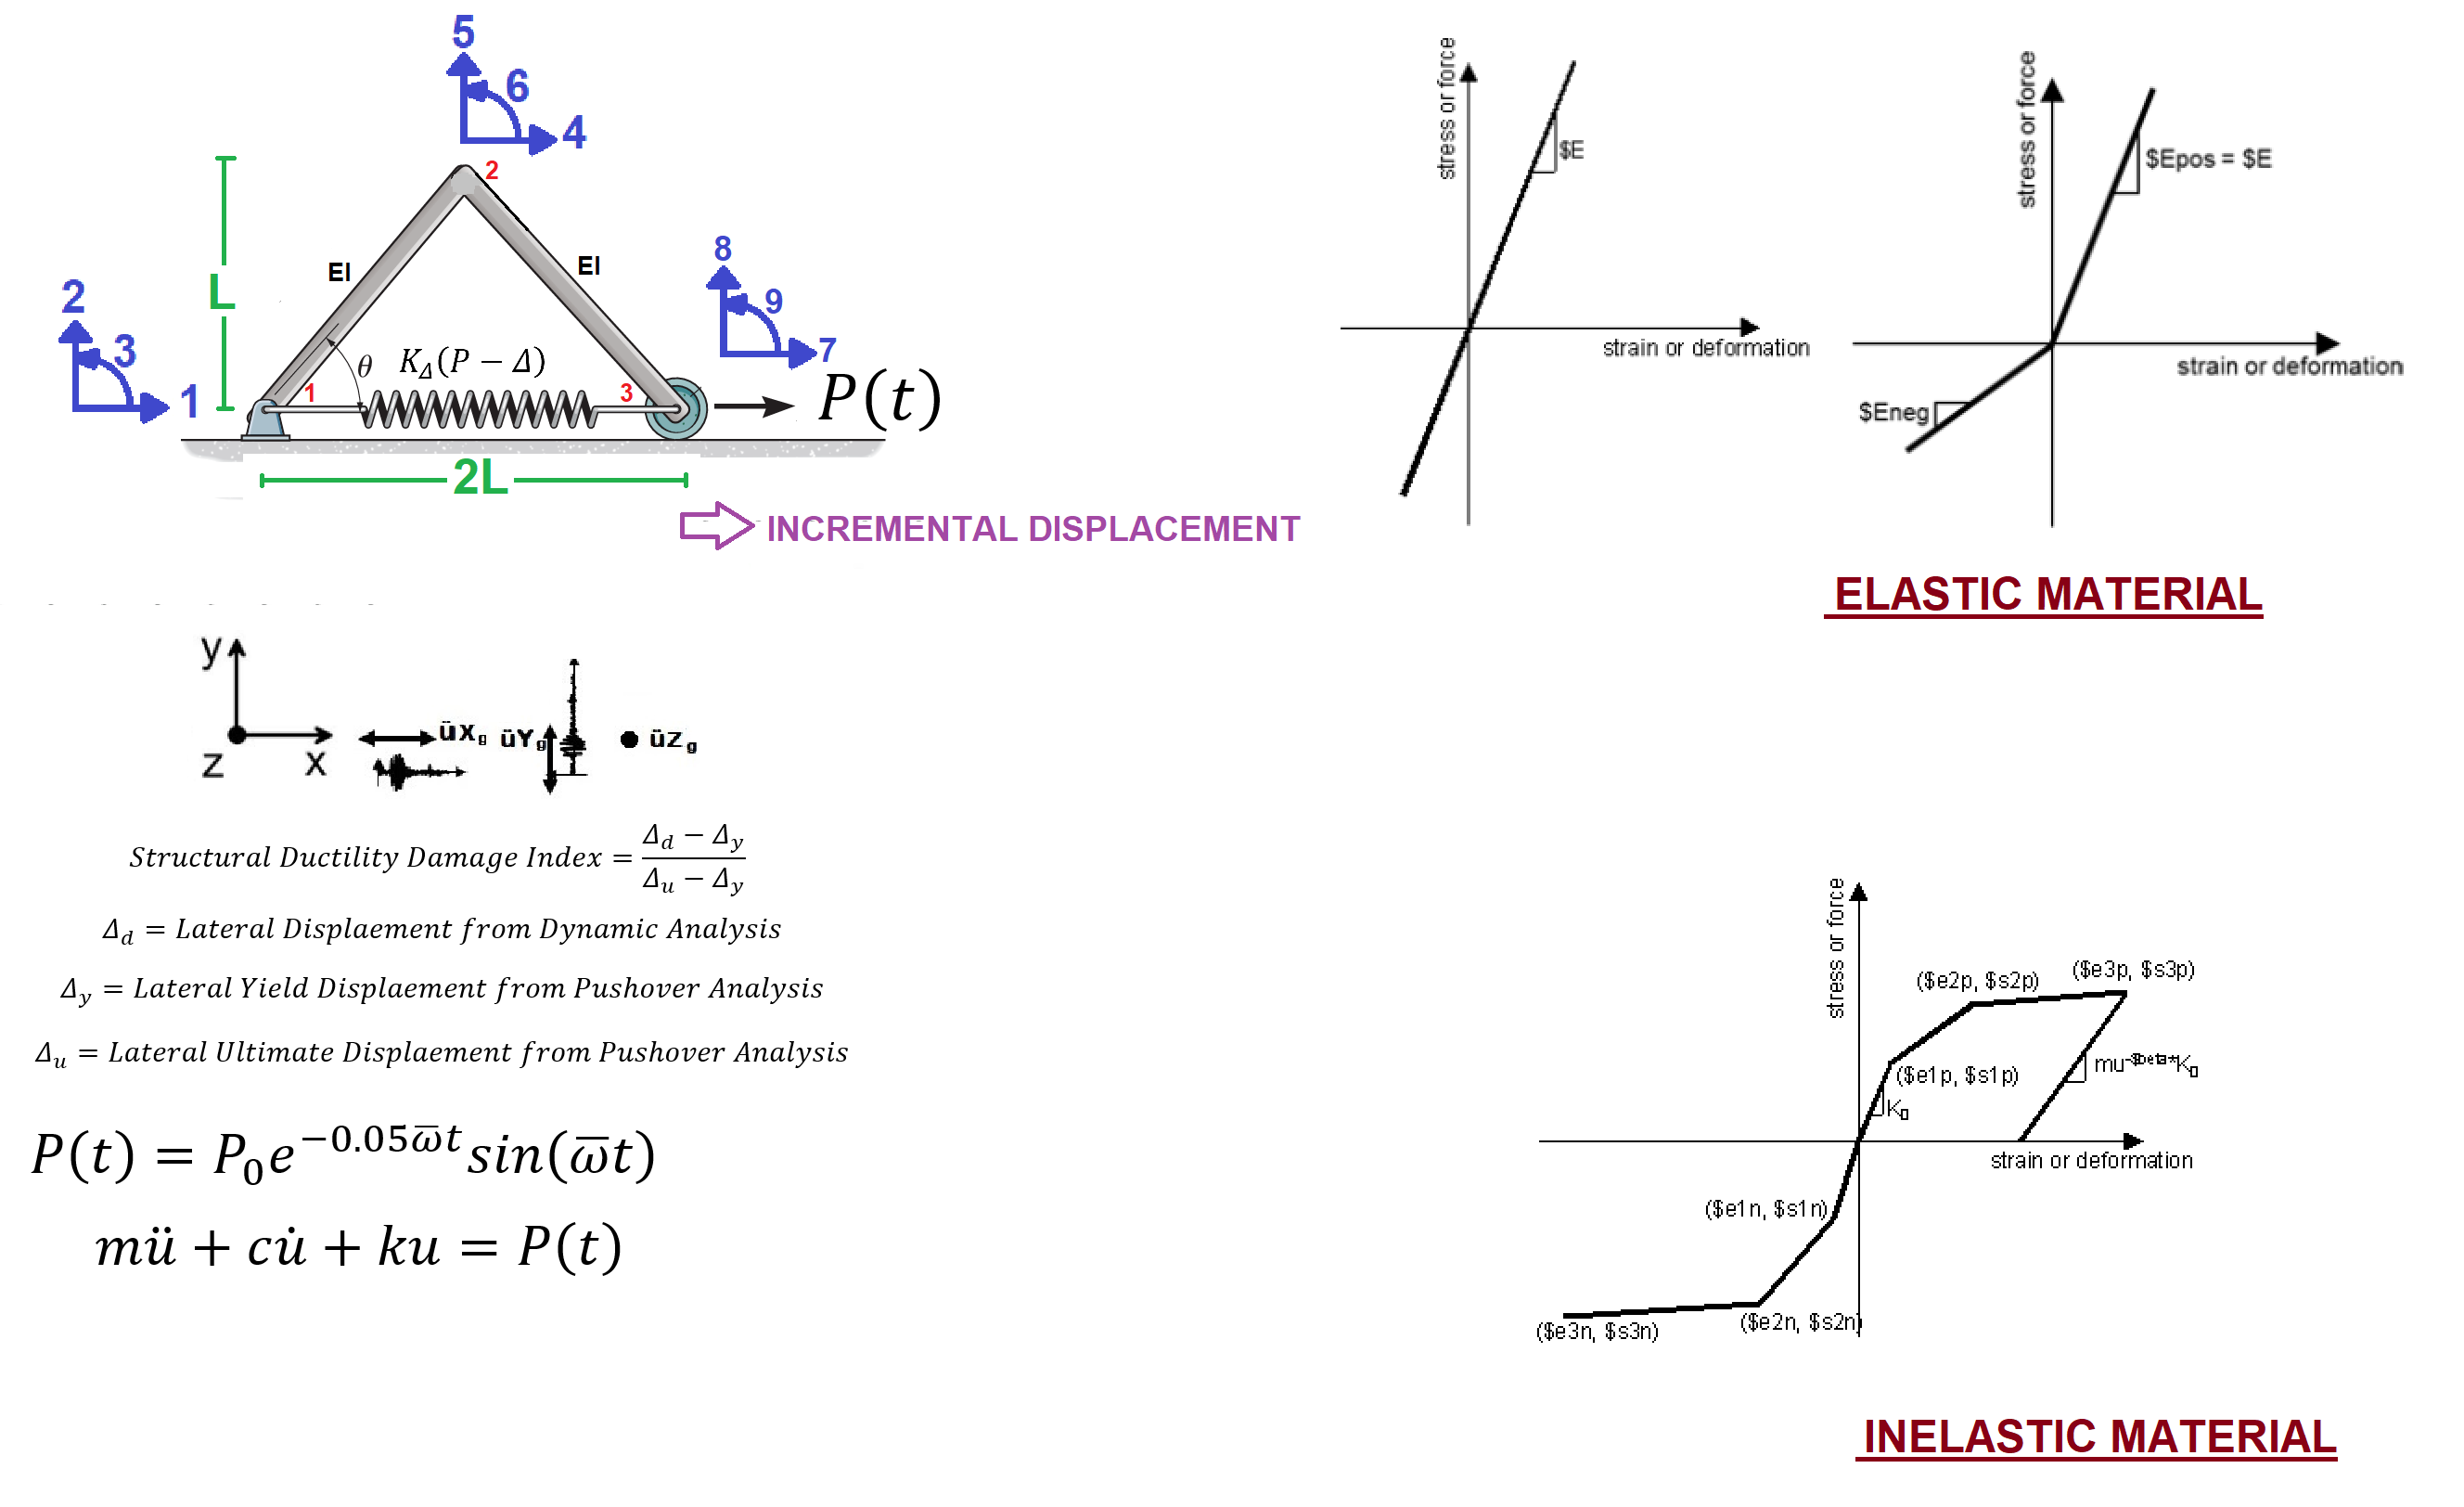 5
6
4
2
L
EI
EI
2
3
1
θ
K_Δ(P − Δ)
1
3
8
9
7
P(t)
2L
INCREMENTAL DISPLACEMENT
stress or force
$E
strain or deformation
stress or force
$Epos = $E
strain or deformation
$Eneg
ELASTIC MATERIAL
y
z
x
üX_g
üY_g
üZ_g
Structural Ductility Damage Index = (Δ_d − Δ_y) / (Δ_u − Δ_y)
Δ_d = Lateral Displaement from Dynamic Analysis
Δ_y = Lateral Yield Displaement from Pushover Analysis
Δ_u = Lateral Ultimate Displaement from Pushover Analysis
P(t) = P_0 e^{−0.05ω̅t} sin(ω̅t)
mü + cu̇ + ku = P(t)
stress or force
($e2p, $s2p)
($e3p, $s3p)
($e1p, $s1p)
mu^{-$beta}*K_0
K_0
strain or deformation
($e1n, $s1n)
($e2n, $s2n)
($e3n, $s3n)
INELASTIC MATERIAL